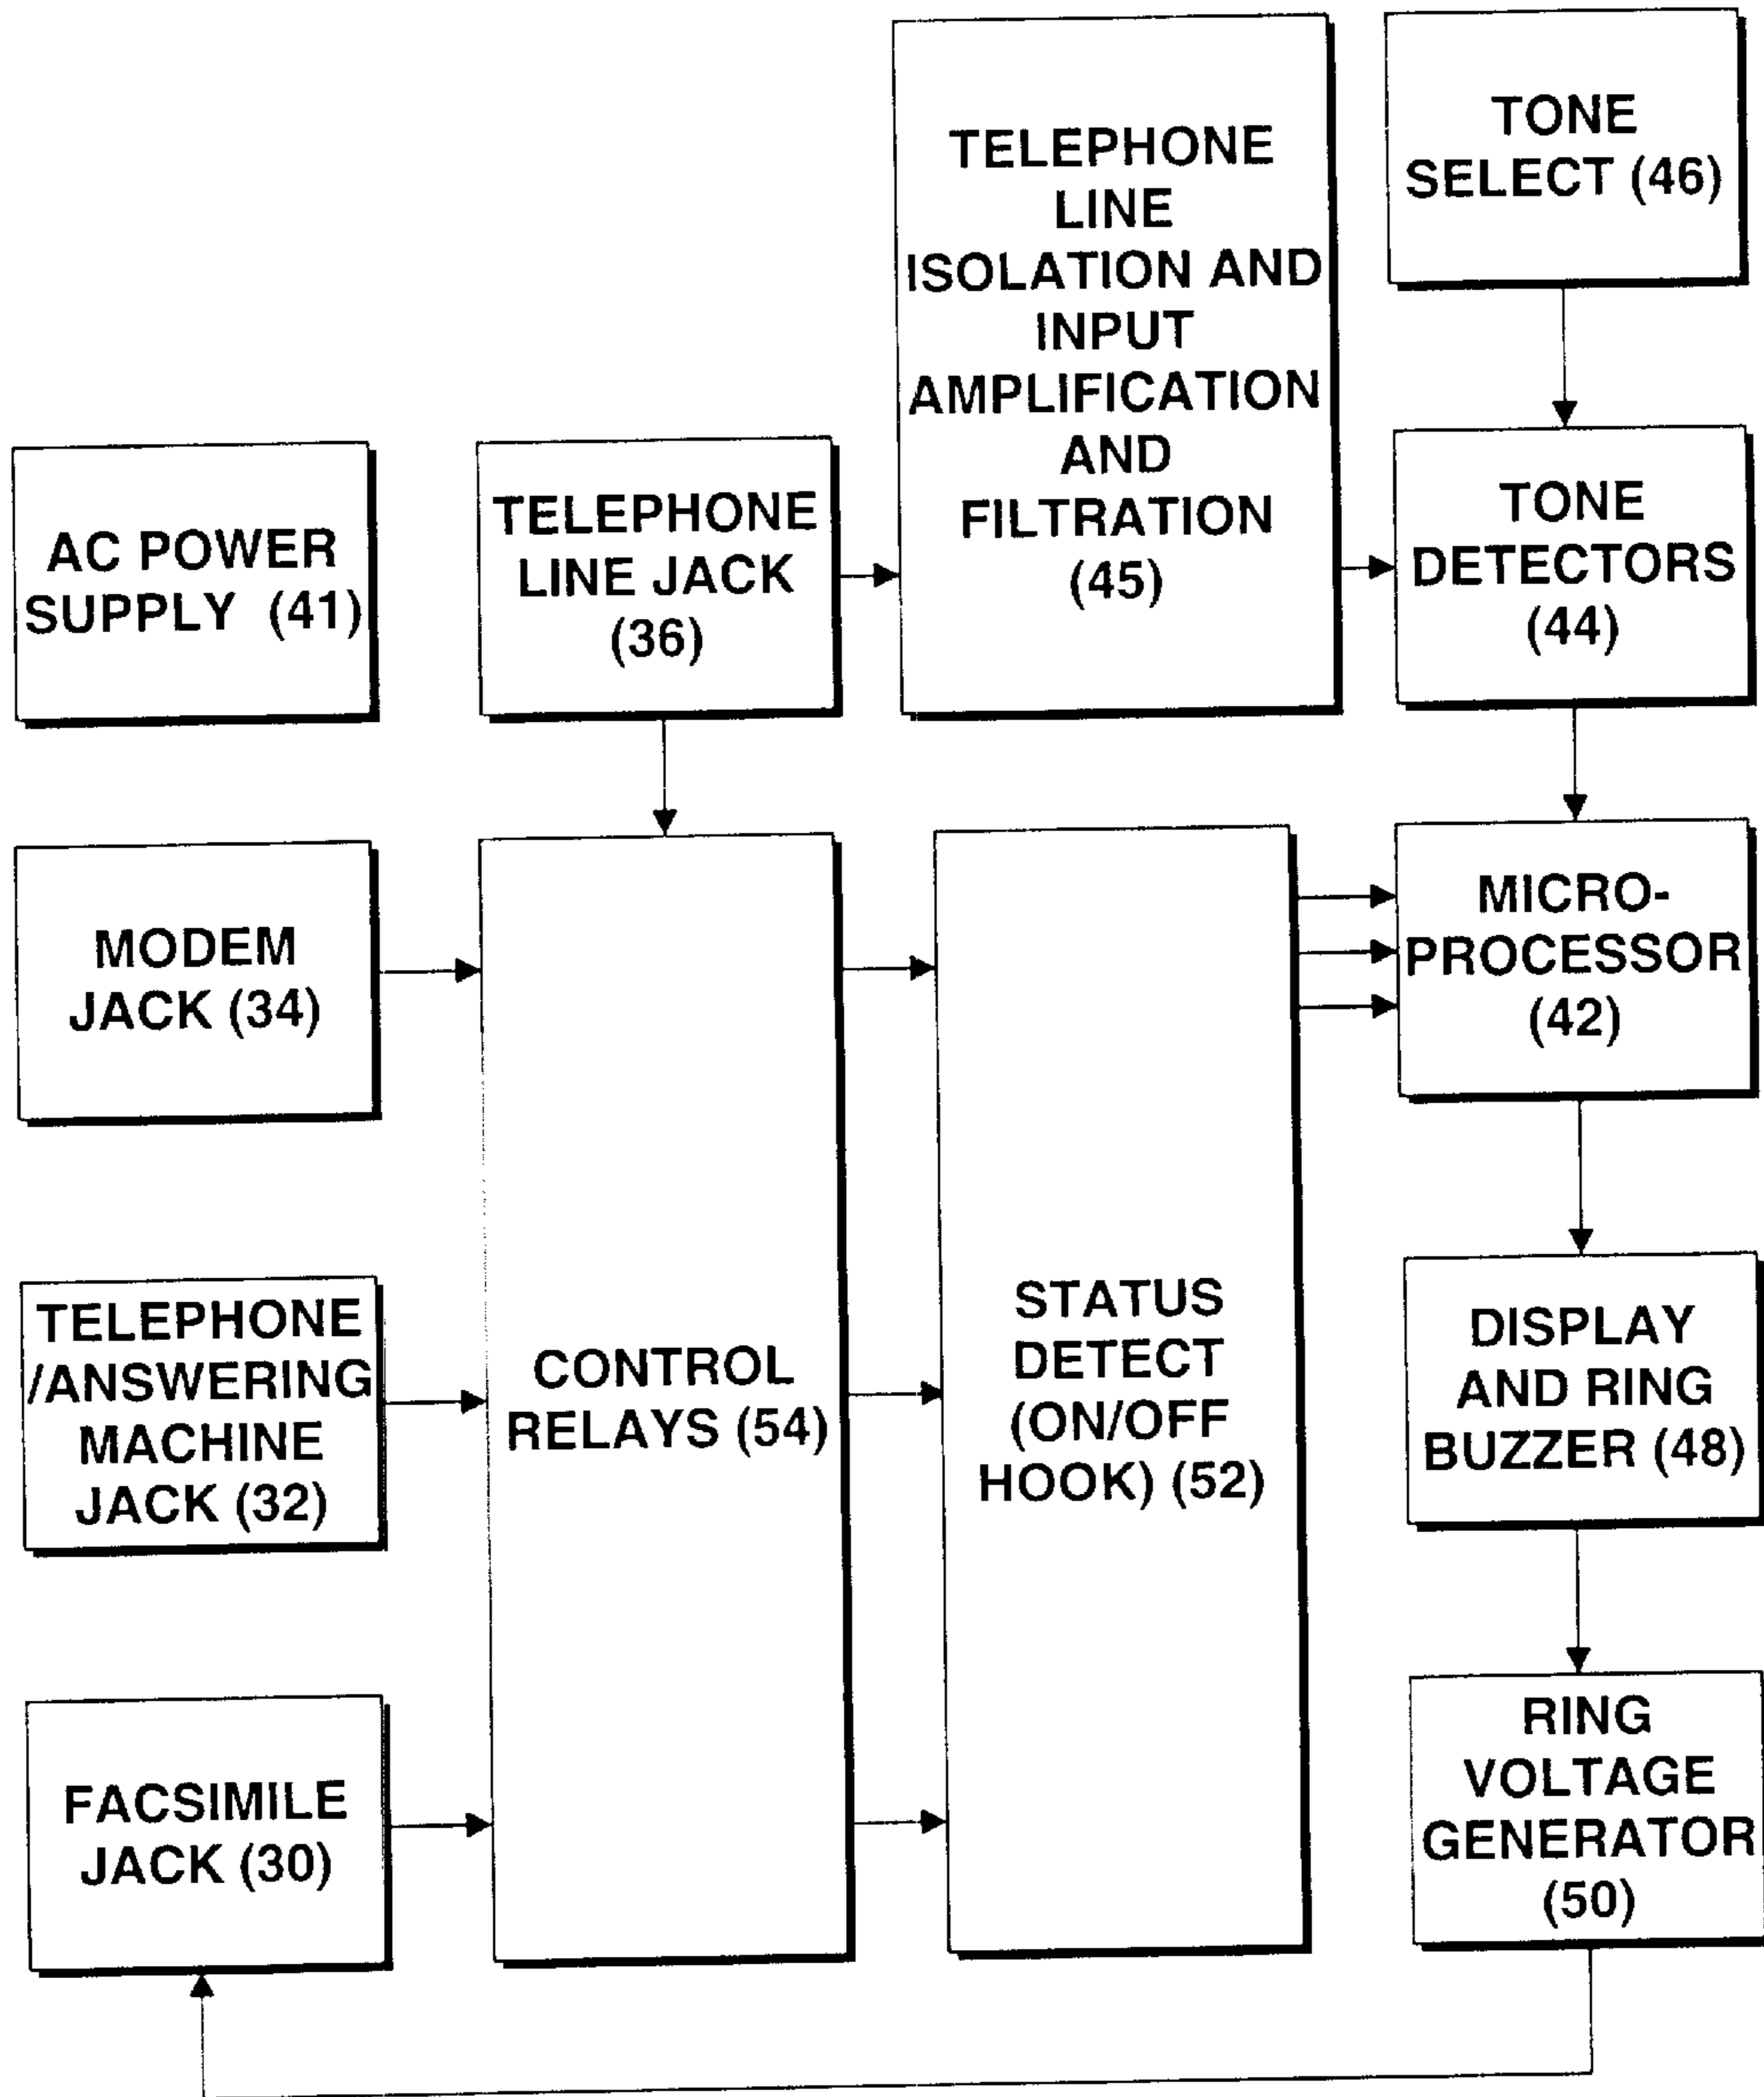 TELEPHONE
LINE
ISOLATION AND
INPUT
AMPLIFICATION
AND
FILTRATION
(45)
TONE
SELECT (46)
AC POWER
SUPPLY (41)
TELEPHONE
LINE JACK
(36)
TONE
DETECTORS
(44)
MODEM
JACK (34)
MICRO-
PROCESSOR
(42)
TELEPHONE
/ANSWERING
MACHINE
JACK (32)
CONTROL
RELAYS (54)
STATUS
DETECT
(ON/OFF
HOOK) (52)
DISPLAY
AND RING
BUZZER (48)
FACSIMILE
JACK (30)
RING
VOLTAGE
GENERATOR
(50)